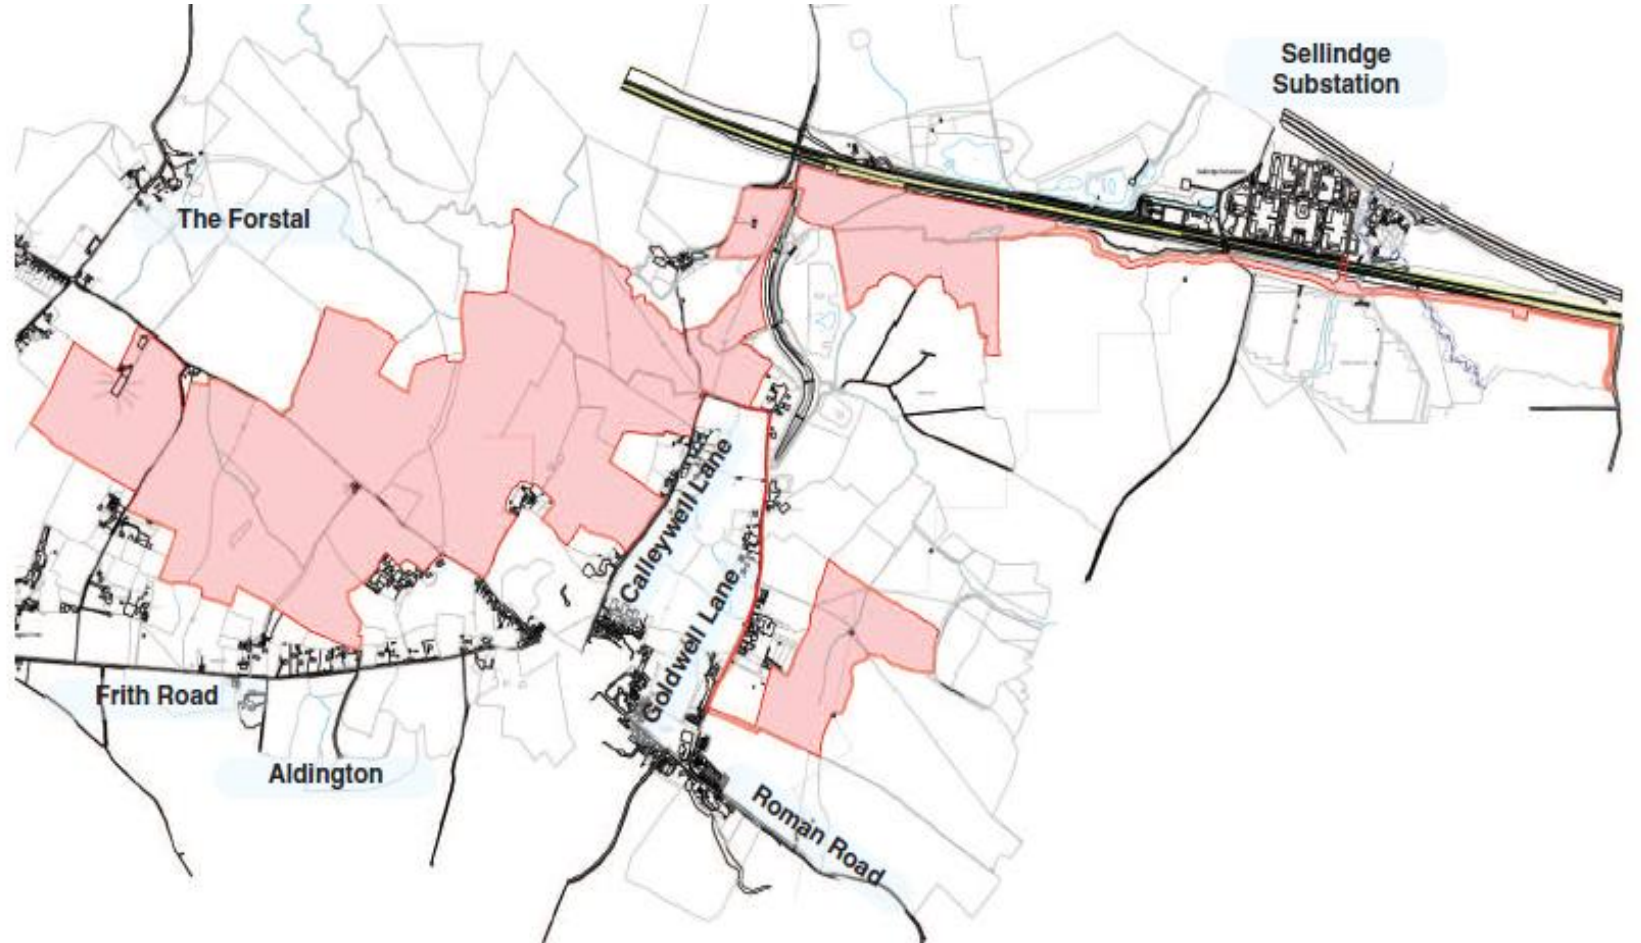 Sellindge
Substation
The Forstal
Calleywell Lane
Goldwell Lane
Frith Road
Aldington
Roman Road